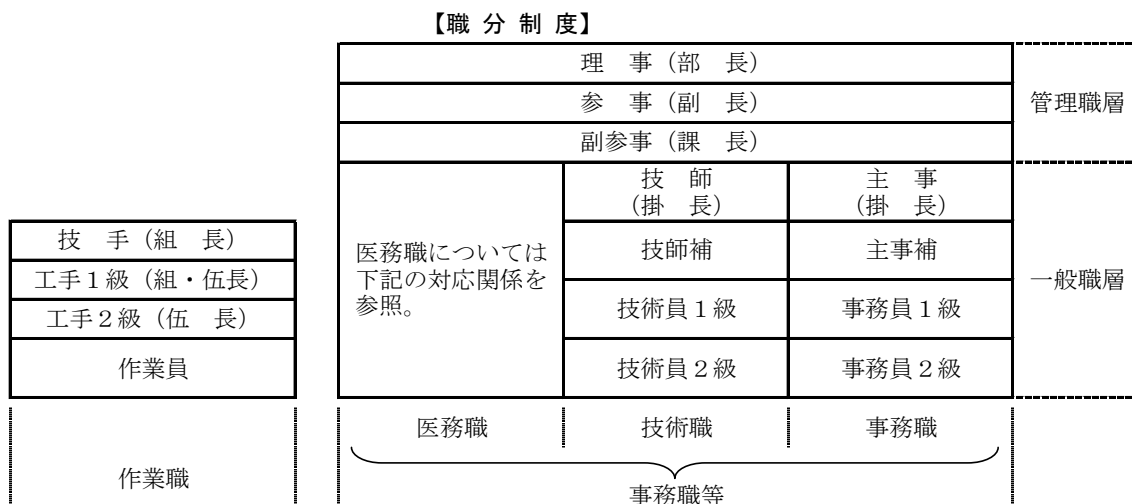 【職 分 制 度】
理 事（部 長）
参 事（副 長）
副参事（課 長）
管理職層
技 師
（掛 長）
主 事
（掛 長）
医務職については
下記の対応関係を
参照。
技師補
主事補
技術員１級
事務員１級
技術員２級
事務員２級
一般職層
技 手（組 長）
工手１級（組・伍長）
工手２級（伍 長）
作業員
医務職
技術職
事務職
作業職
事務職等